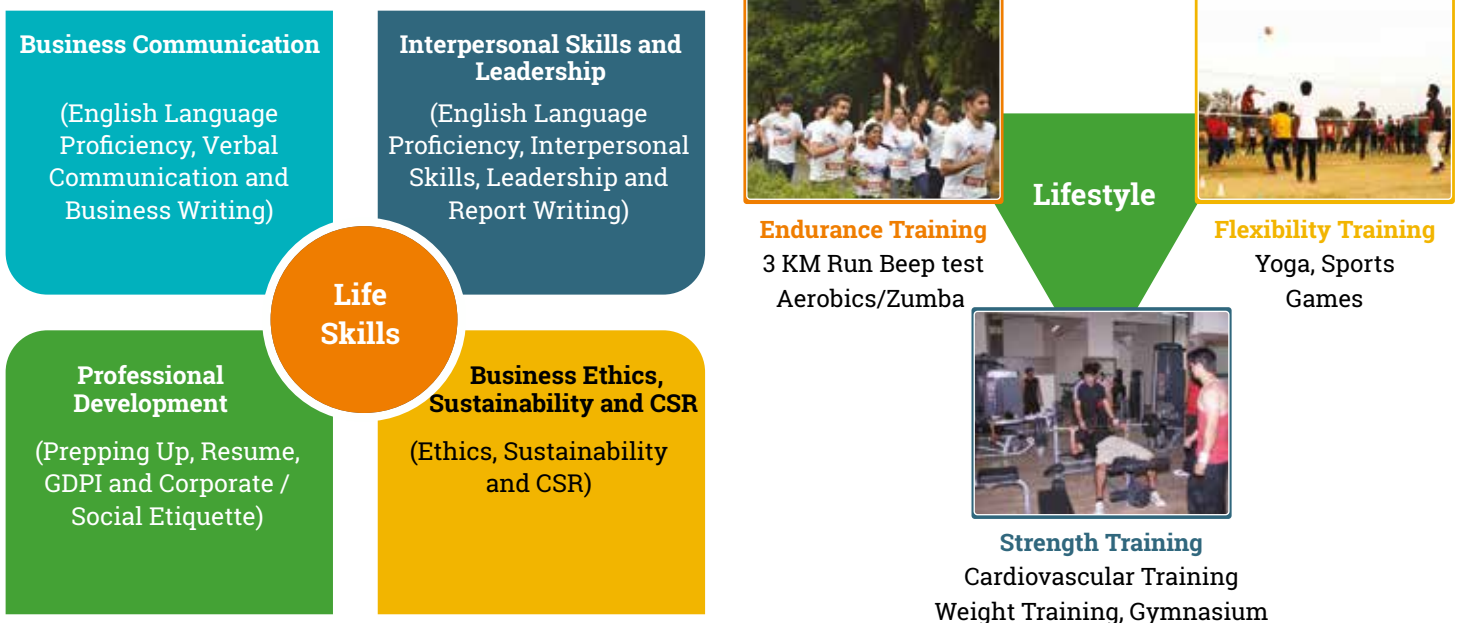 Business Communication
(English Language
Proficiency, Verbal
Communication and
Business Writing)
Interpersonal Skills and
Leadership
(English Language
Proficiency, Interpersonal
Skills, Leadership and
Report Writing)
Life
Skills
Professional
Development
(Prepping Up, Resume,
GDPI and Corporate /
Social Etiquette)
Business Ethics,
Sustainability and CSR
(Ethics, Sustainability
and CSR)
Lifestyle
Endurance Training
3 KM Run Beep test
Aerobics/Zumba
Flexibility Training
Yoga, Sports
Games
Strength Training
Cardiovascular Training
Weight Training, Gymnasium